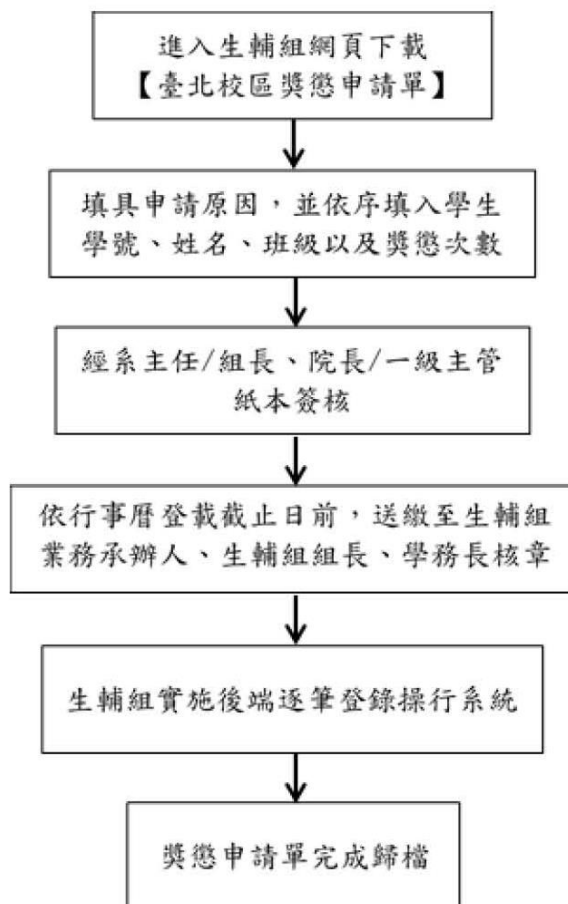 進入生輔組網頁下載
【臺北校區獎懲申請單】
填具申請原因，並依序填入學生
學號、姓名、班級以及獎懲次數
經系主任/組長、院長/一級主管
紙本簽核
依行事曆登載截止日前，送繳至生輔組
業務承辦人、生輔組組長、學務長核章
生輔組實施後端逐筆登錄操行系統
獎懲申請單完成歸檔